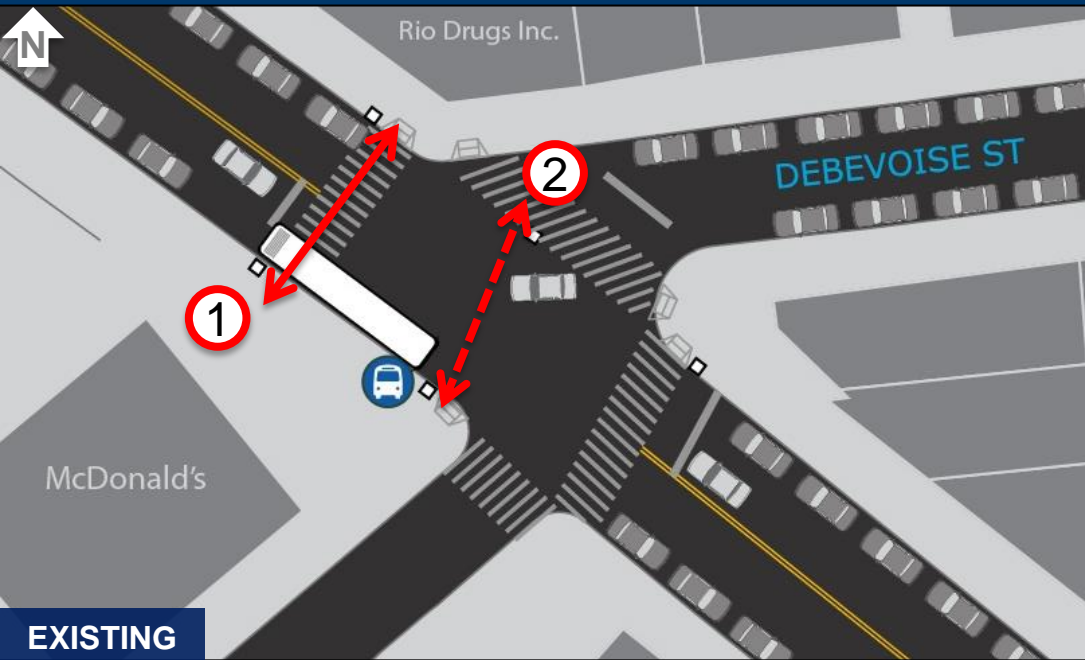 N
Rio Drugs Inc.
2
DEBEVOISE ST
1
McDonald's
EXISTING